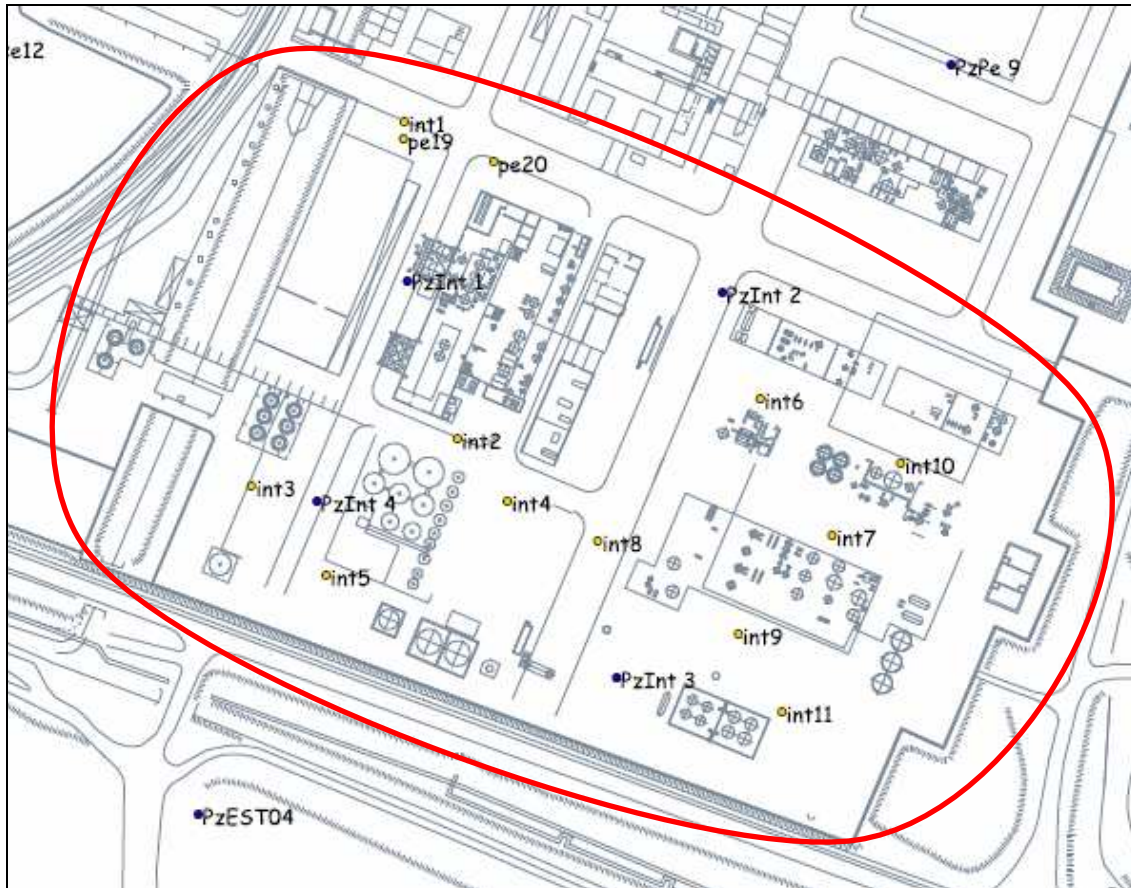 e12
PzPe 9
int1
pe19
pe20
PzInt 1
PzInt 2
int6
int2
int10
int3
PzInt 4
int4
int7
int8
int5
int9
PzInt 3
int11
PzEST04